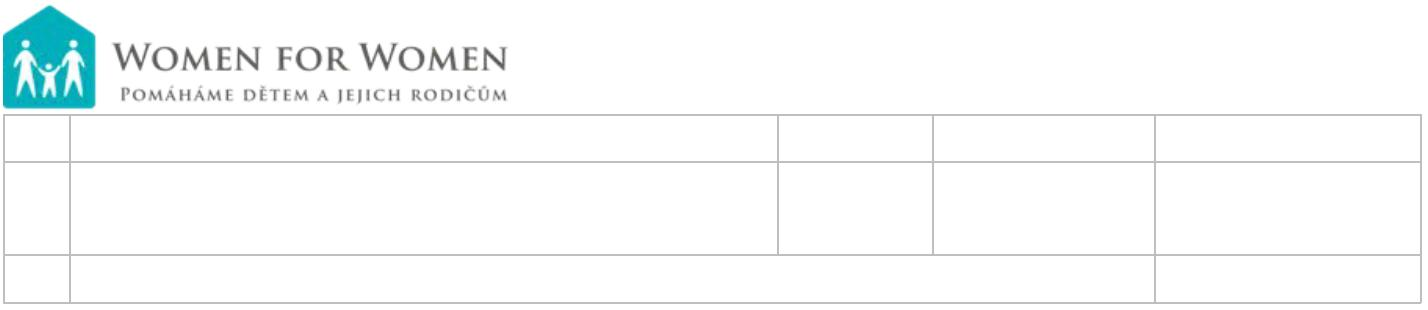 WOMEN FOR WOMEN
POMÁHÁME DĚTEM A JEJICH RODIČŮM